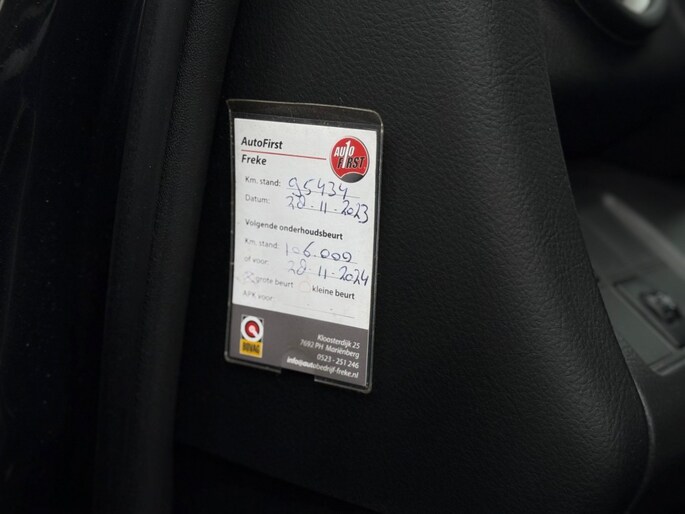 AutoFirst
Freke
AUTO
FIRST
Km. stand: 95434
Datum: 28-11-2023
Volgende onderhoudsbeurt
Km. stand: 106.000
of voor: 28-11-2024
grote beurt kleine beurt
APK voor:
Kloosterdijk 25
7692 PH Mariënberg
0523 - 251 246
info@autobedrijf-freke.nl
BOVAG